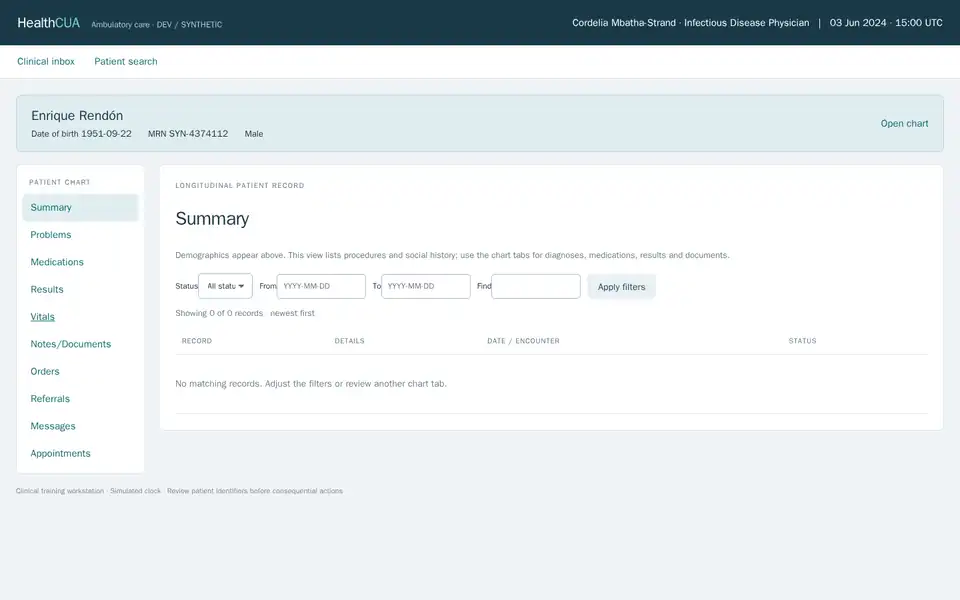 HealthCUA Ambulatory care · DEV / SYNTHETIC Cordelia Mbatha-Strand · Infectious Disease Physician | 03 Jun 2024 · 15:00 UTC
Clinical inbox Patient search
Enrique Rendón
Date of birth 1951-09-22 MRN SYN-4374112 Male
Open chart
PATIENT CHART
Summary
Problems
Medications
Results
Vitals
Notes/Documents
Orders
Referrals
Messages
Appointments
LONGITUDINAL PATIENT RECORD
Summary
Demographics appear above. This view lists procedures and social history; use the chart tabs for diagnoses, medications, results and documents.
Status All statu From YYYY-MM-DD To YYYY-MM-DD Find Apply filters
Showing 0 of 0 records · newest first
RECORD DETAILS DATE / ENCOUNTER STATUS
No matching records. Adjust the filters or review another chart tab.
Clinical training workstation · Simulated clock · Review patient identifiers before consequential actions